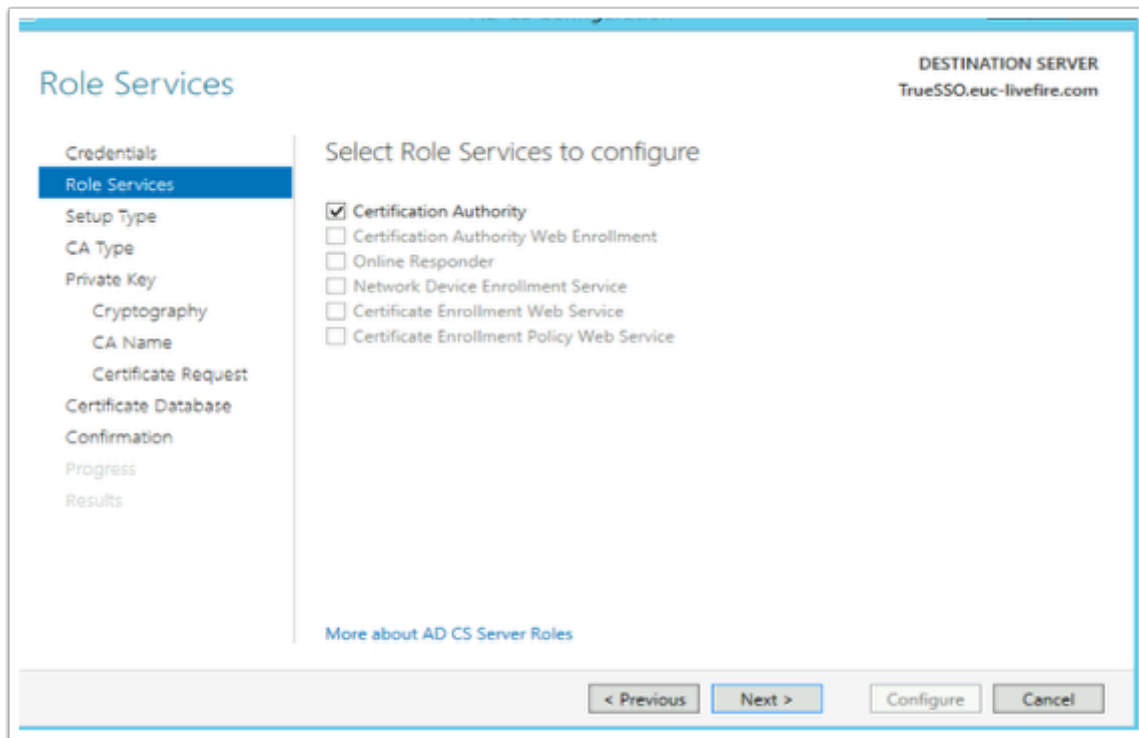 AD CS Configuration
DESTINATION SERVER
TrueSSO.euc-livefire.com
Role Services
Credentials
Role Services
Setup Type
CA Type
Private Key
Cryptography
CA Name
Certificate Request
Certificate Database
Confirmation
Progress
Results
Select Role Services to configure
Certification Authority
Certification Authority Web Enrollment
Online Responder
Network Device Enrollment Service
Certificate Enrollment Web Service
Certificate Enrollment Policy Web Service
More about AD CS Server Roles
< Previous
Next >
Configure
Cancel